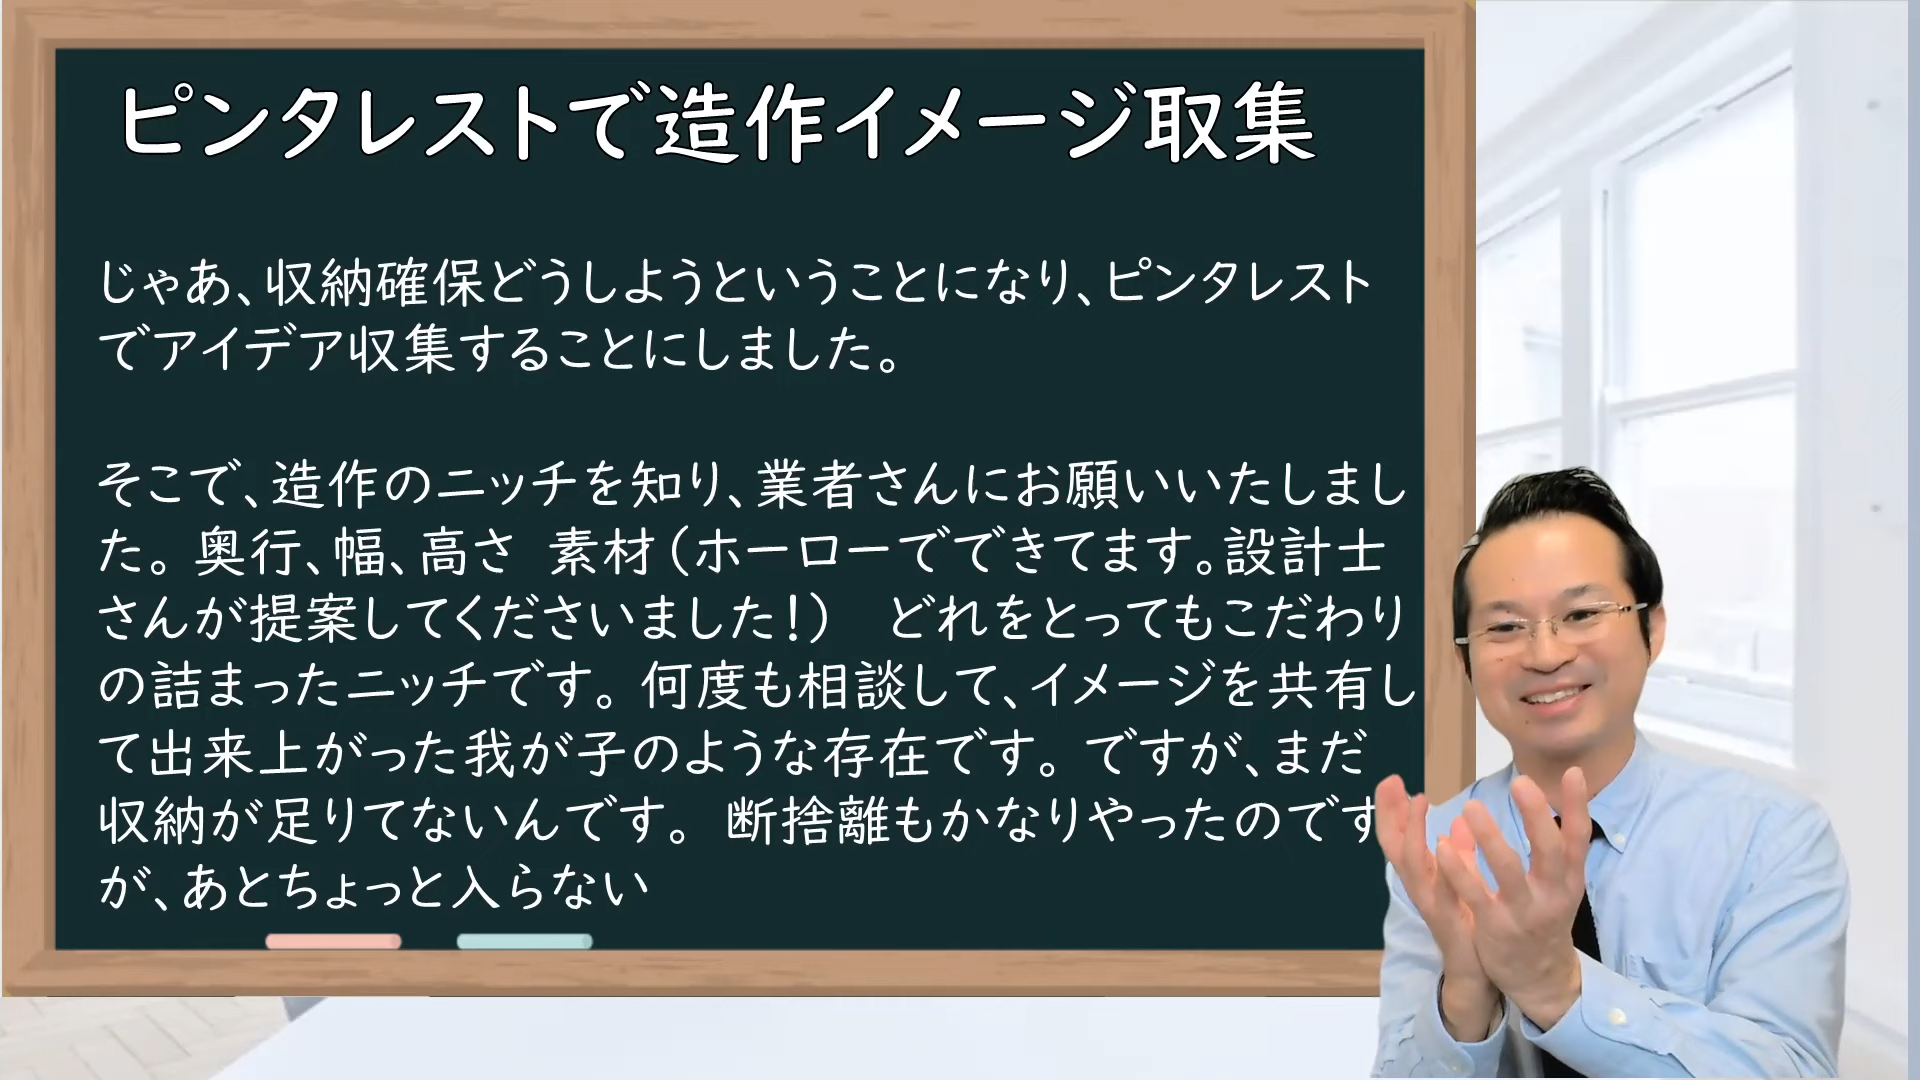 ピンタレストで造作イメージ取集
じゃあ、収納確保どうしようということになり、ピンタレスト
でアイデア収集することにしました。
そこで、造作のニッチを知り、業者さんにお願いいたしまし
た。奥行、幅、高さ 素材（ホーローでできてます。設計士
さんが提案してくださいました！） どれをとってもこだわり
の詰まったニッチです。何度も相談して、イメージを共有し
て出来上がった我が子のような存在です。ですが、まだ
収納が足りてないんです。 断捨離もかなりやったのです
が、あとちょっと入らない